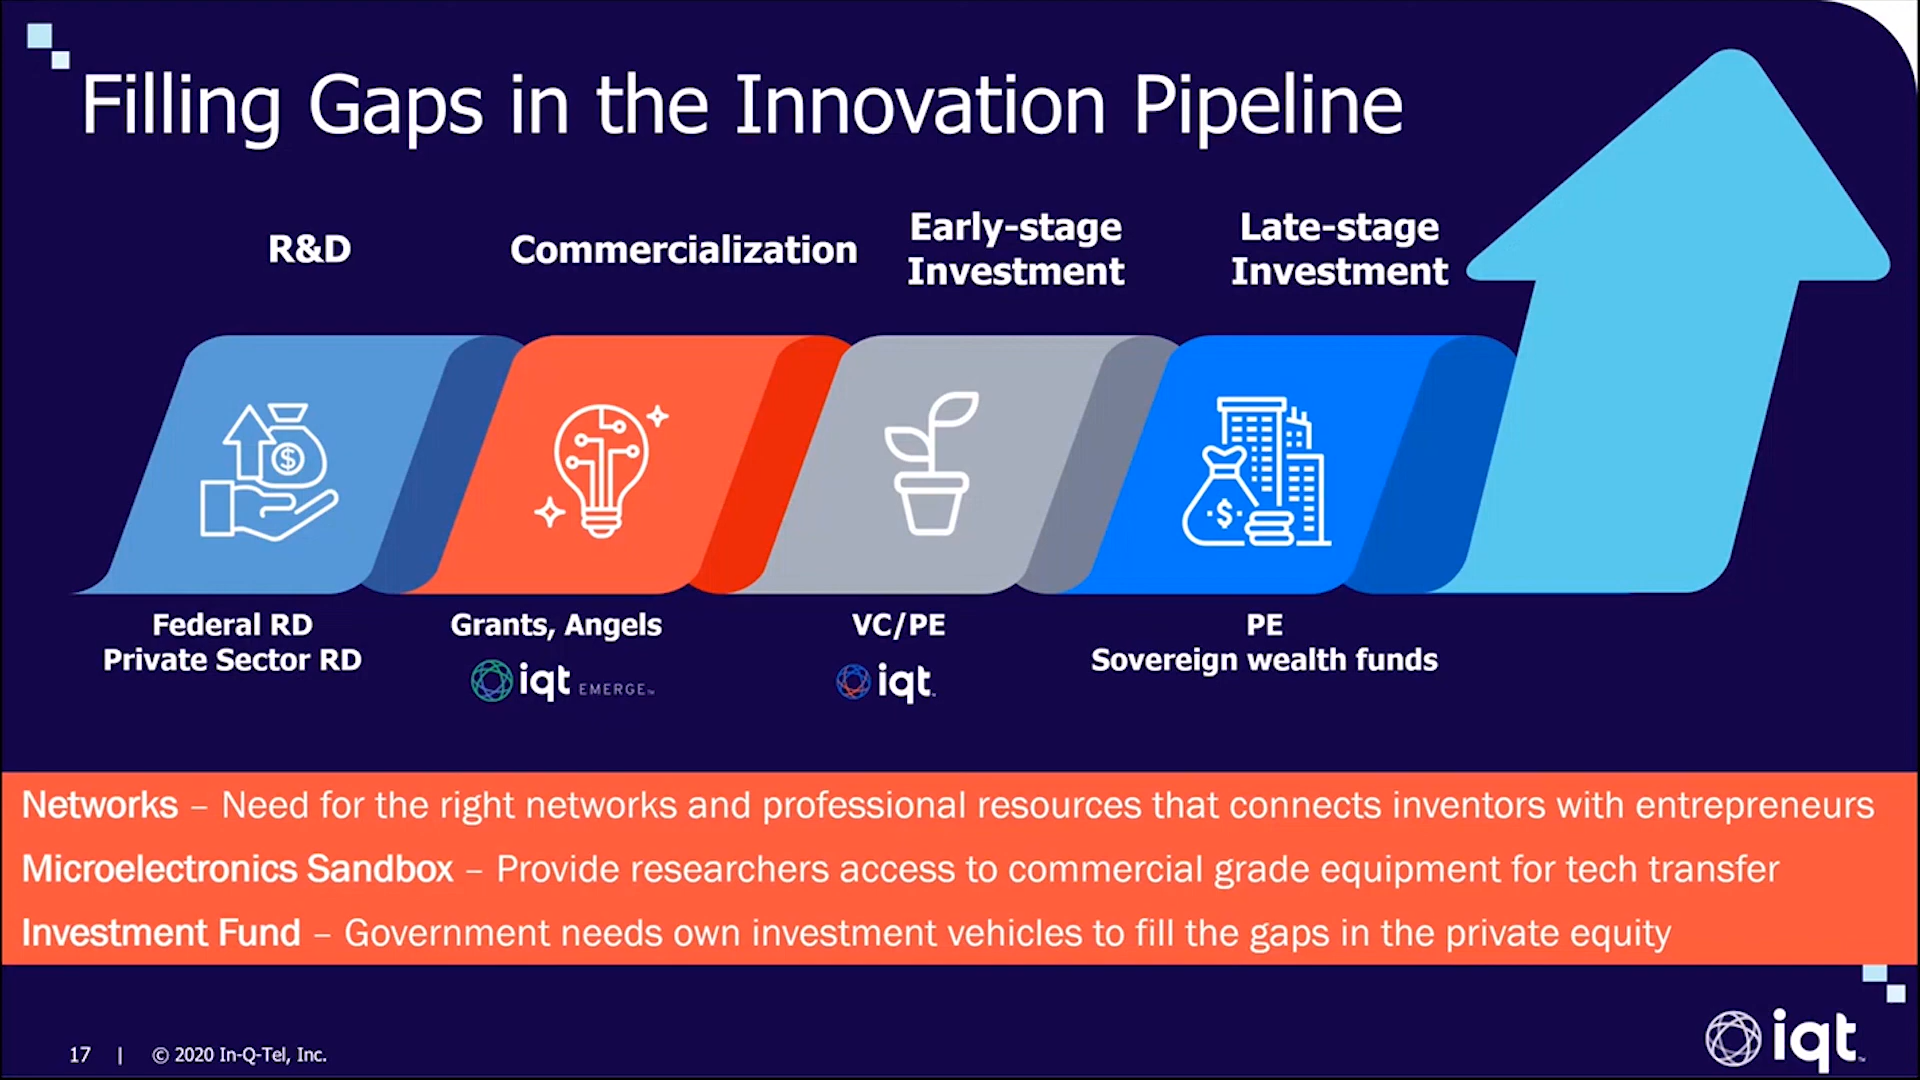 Filling Gaps in the Innovation Pipeline
R&D
Commercialization
Early-stage
Investment
Late-stage
Investment
Federal RD
Private Sector RD
Grants, Angels
iqt EMERGE™
VC/PE
iqt.
PE
Sovereign wealth funds
Networks – Need for the right networks and professional resources that connects inventors with entrepreneurs
Microelectronics Sandbox – Provide researchers access to commercial grade equipment for tech transfer
Investment Fund – Government needs own investment vehicles to fill the gaps in the private equity
17 | © 2020 In-Q-Tel, Inc.
iqt™